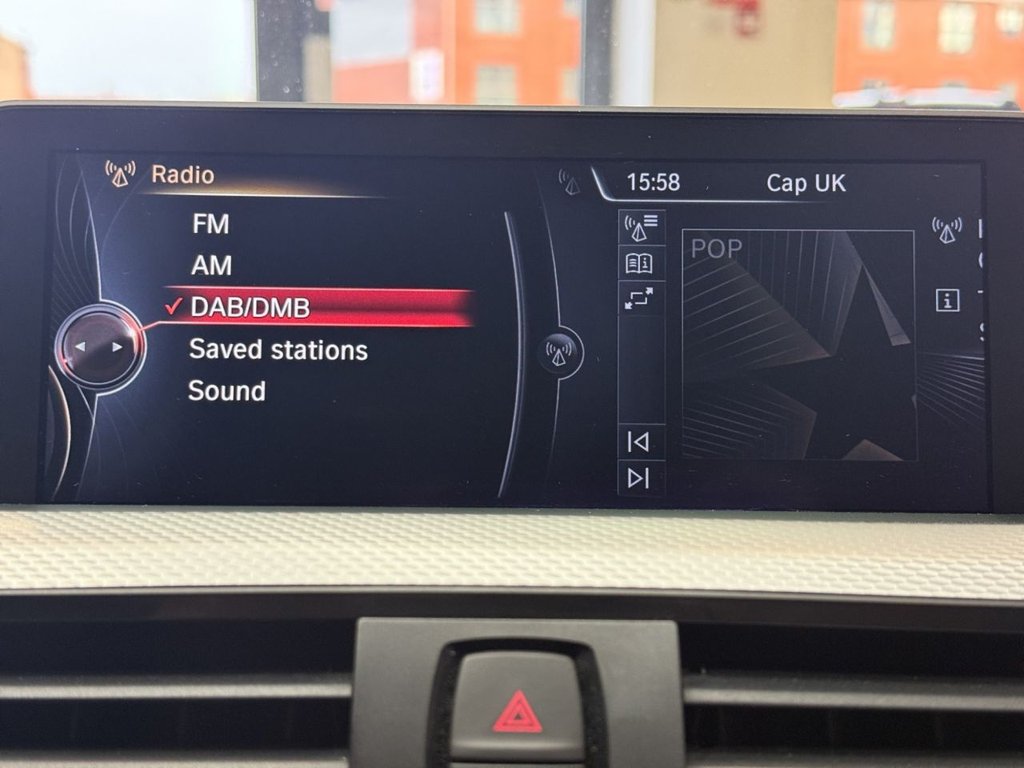 Radio
FM
AM
DAB/DMB
Saved stations
Sound
15:58
Cap UK
POP